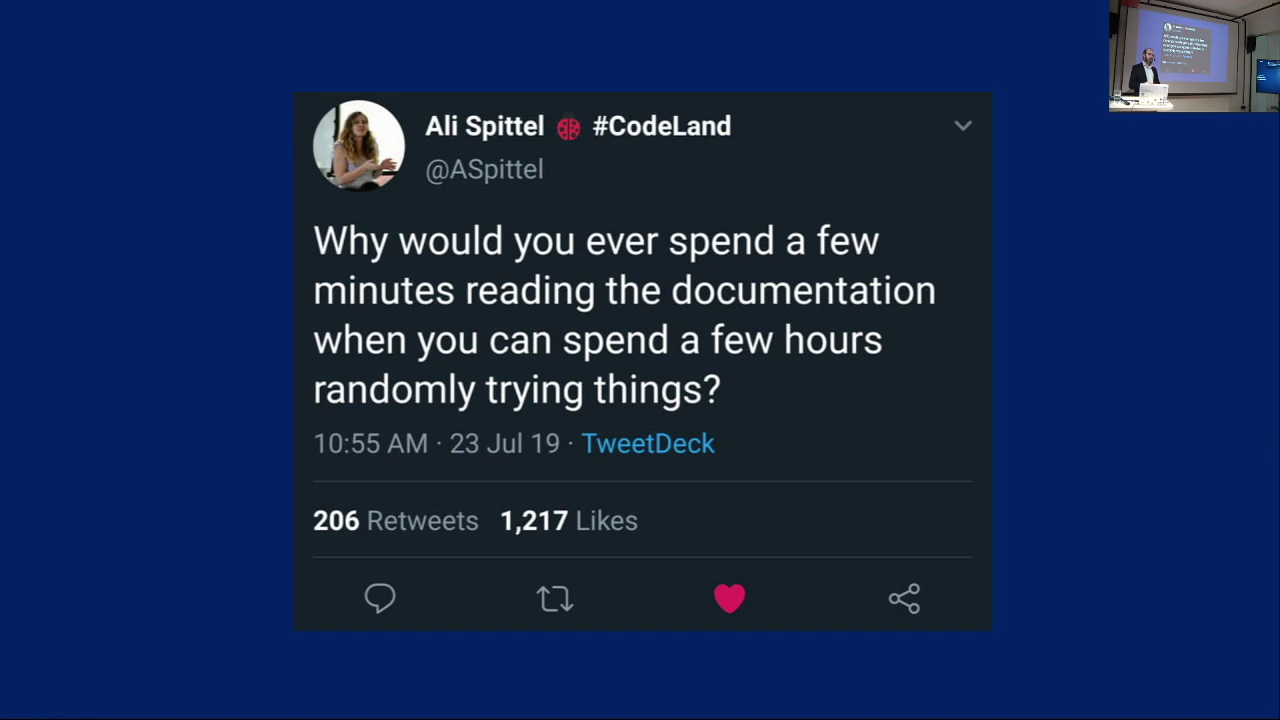 Ali Spittel #CodeLand
@ASpittel
Why would you ever spend a few
minutes reading the documentation
when you can spend a few hours
randomly trying things?
10:55 AM · 23 Jul 19 · TweetDeck
206 Retweets 1,217 Likes